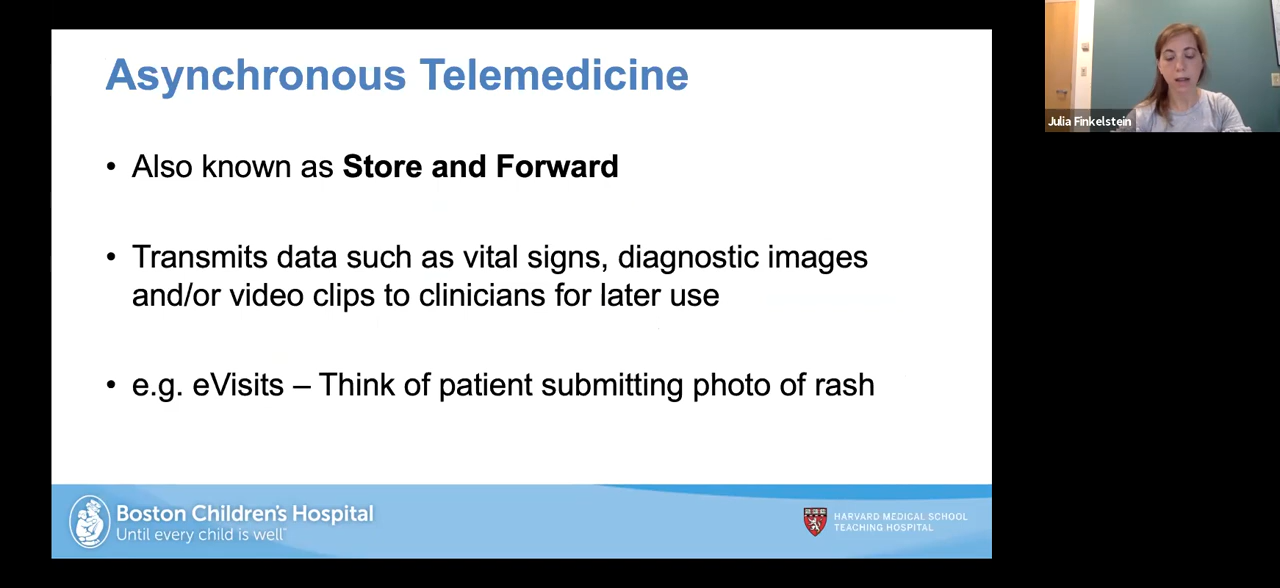 Asynchronous Telemedicine
• Also known as Store and Forward
• Transmits data such as vital signs, diagnostic images
and/or video clips to clinicians for later use
• e.g. eVisits – Think of patient submitting photo of rash
Boston Children's Hospital
Until every child is well™
HARVARD MEDICAL SCHOOL
TEACHING HOSPITAL
Julia Finkelstein